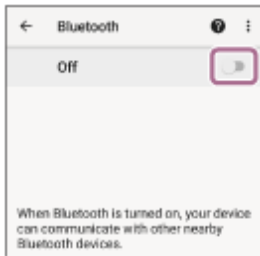 Bluetooth
Off
When Bluetooth is turned on, your device
can communicate with other nearby
Bluetooth devices.